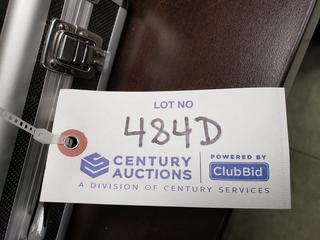 LOT NO
484D
CENTURY AUCTIONS
POWERED BY
ClubBid
A DIVISION OF CENTURY SERVICES